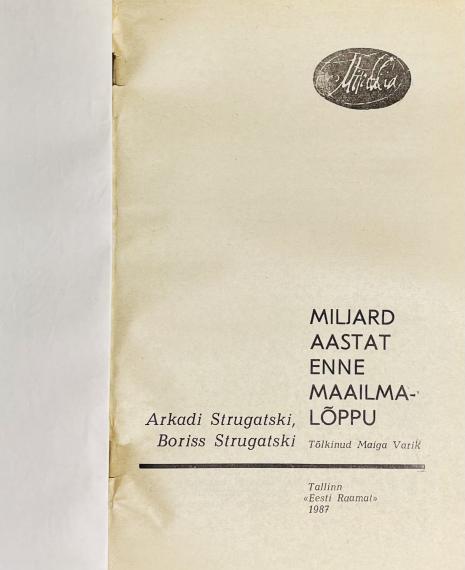 MILJARD
AASTAT
ENNE
MAAILMA-
LÕPPU
Arkadi Strugatski,
Boriss Strugatski
Tõlkinud Maiga Varik
Tallinn
«Eesti Raamat»
1987